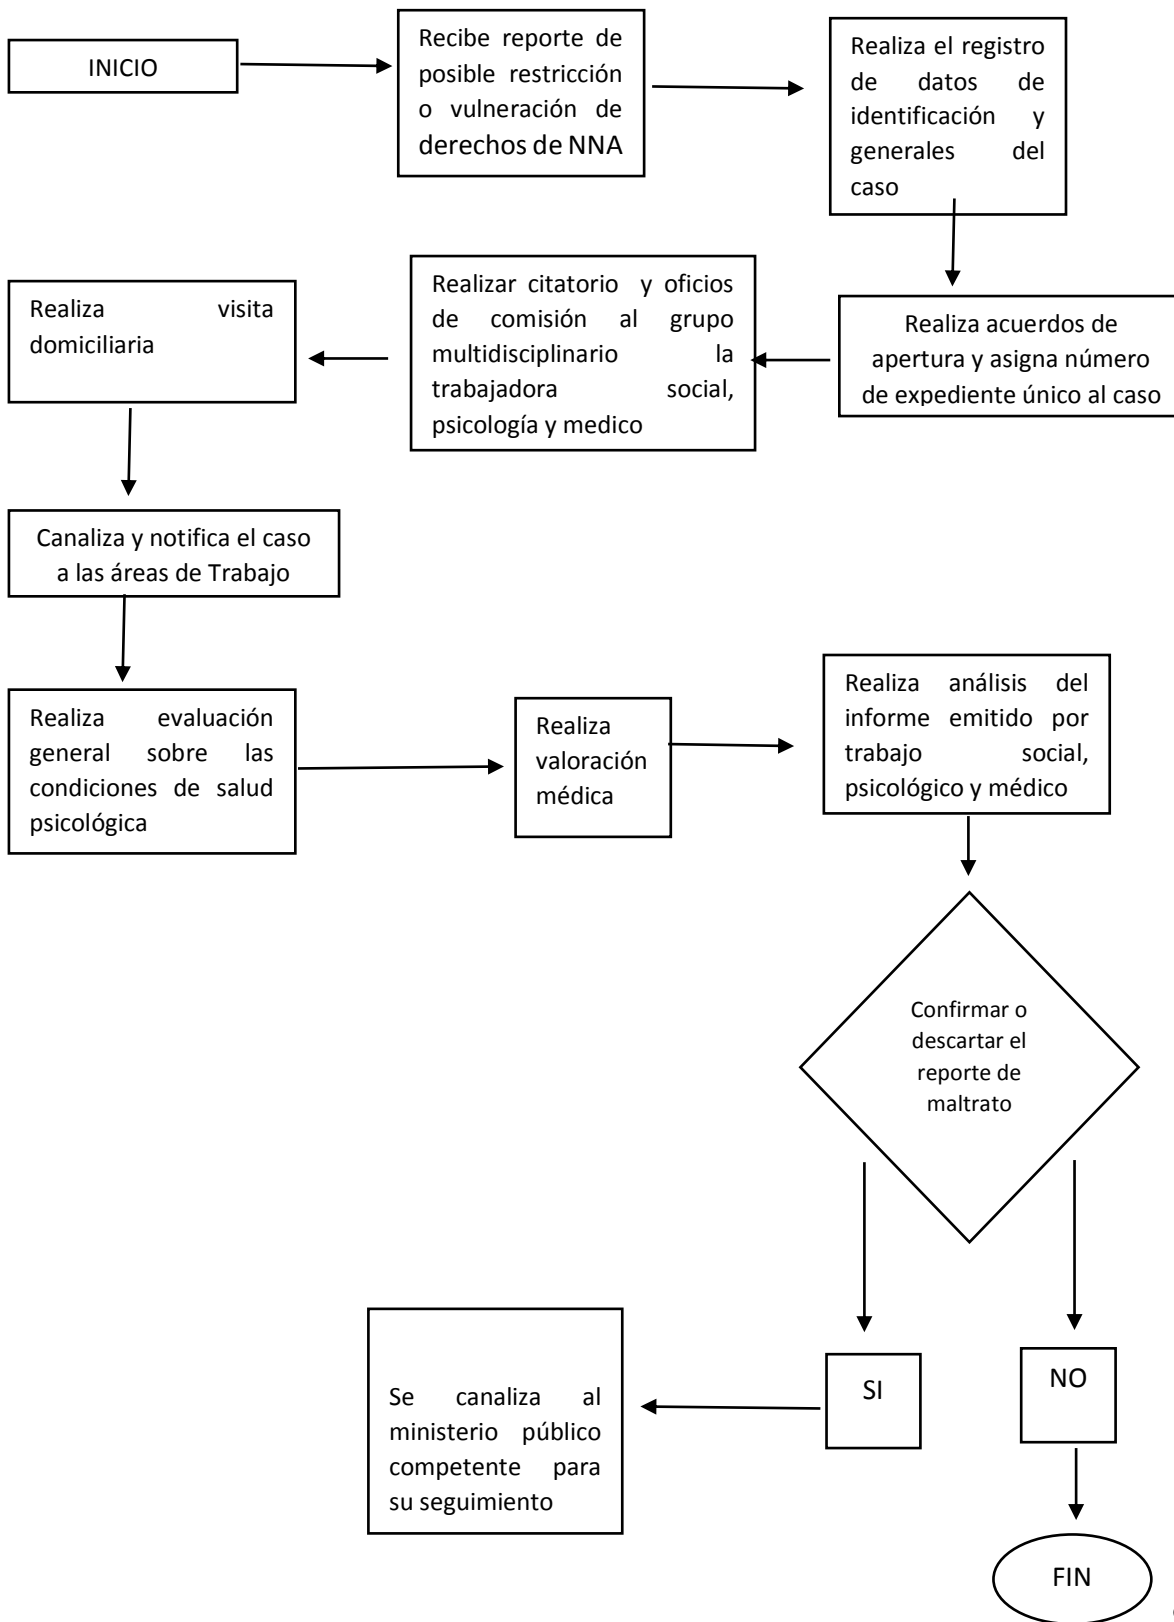 INICIO
Recibe reporte de
posible restricción
o vulneración de
derechos de NNA
Realiza el registro
de datos de
identificación y
generales del
caso
Realiza acuerdos de
apertura y asigna número
de expediente único al caso
Realizar citatorio y oficios
de comisión al grupo
multidisciplinario la
trabajadora social,
psicología y medico
Realiza visita
domiciliaria
Canaliza y notifica el caso
a las áreas de Trabajo
Realiza evaluación
general sobre las
condiciones de salud
psicológica
Realiza
valoración
médica
Realiza análisis del
informe emitido por
trabajo social,
psicológico y médico
Confirmar o
descartar el
reporte de
maltrato
SI
NO
Se canaliza al
ministerio público
competente para
su seguimiento
FIN